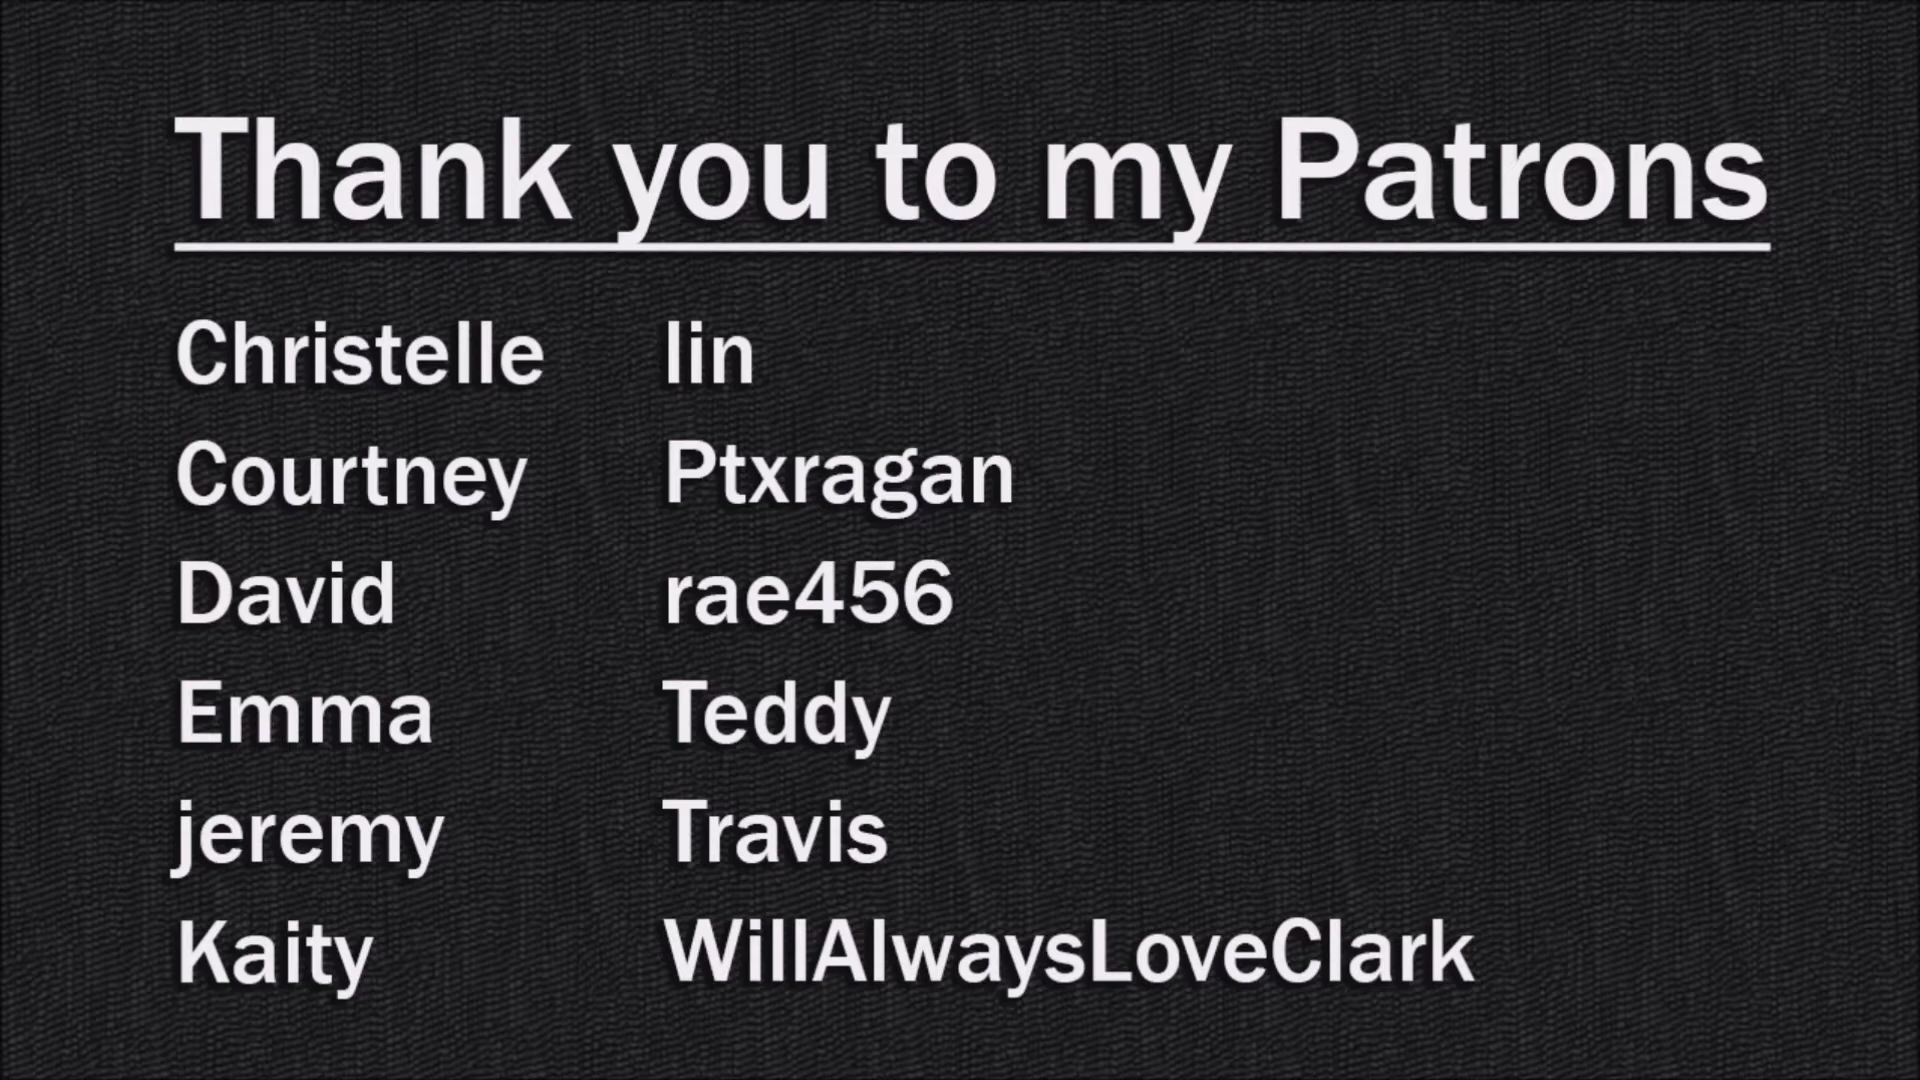 Thank you to my Patrons
Christelle
Courtney
David
Emma
jeremy
Kaity
lin
Ptxragan
rae456
Teddy
Travis
WillAlwaysLoveClark